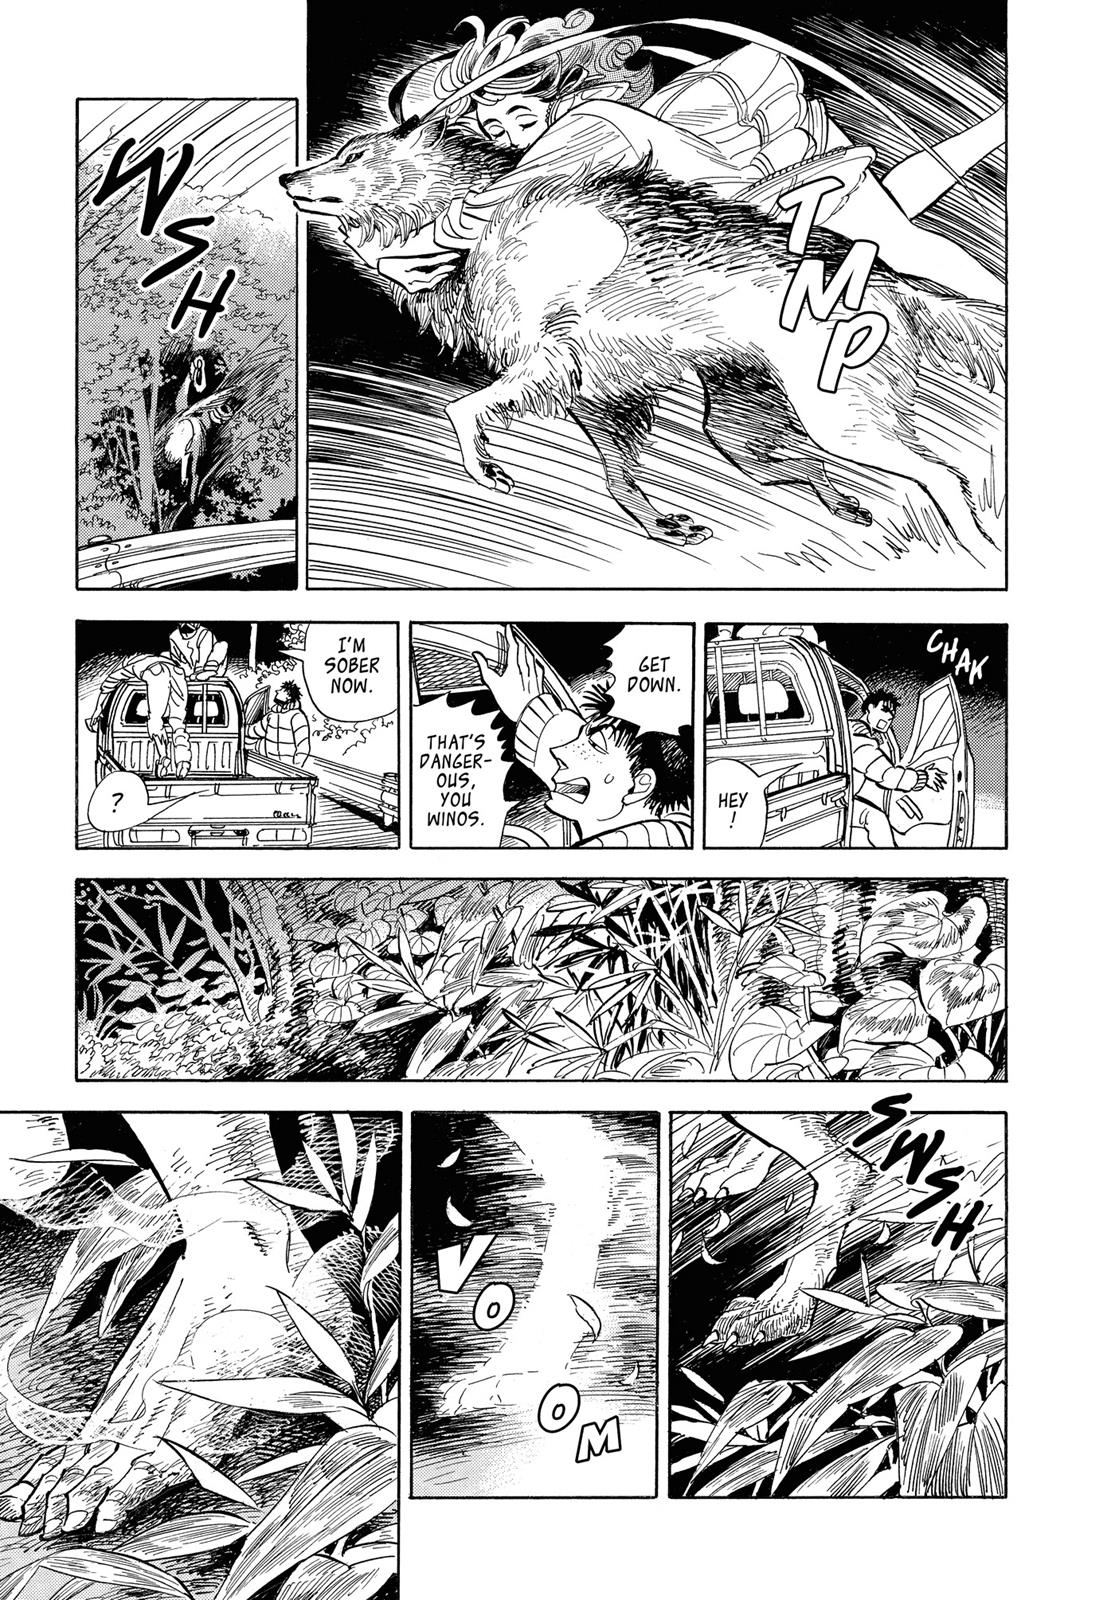 TMP
WSH
HEY
!
CHAK
GET
DOWN.
THAT'S
DANGER-
OUS,
YOU
WINOS.
I'M
SOBER
NOW.
?
SWSH
VOOM